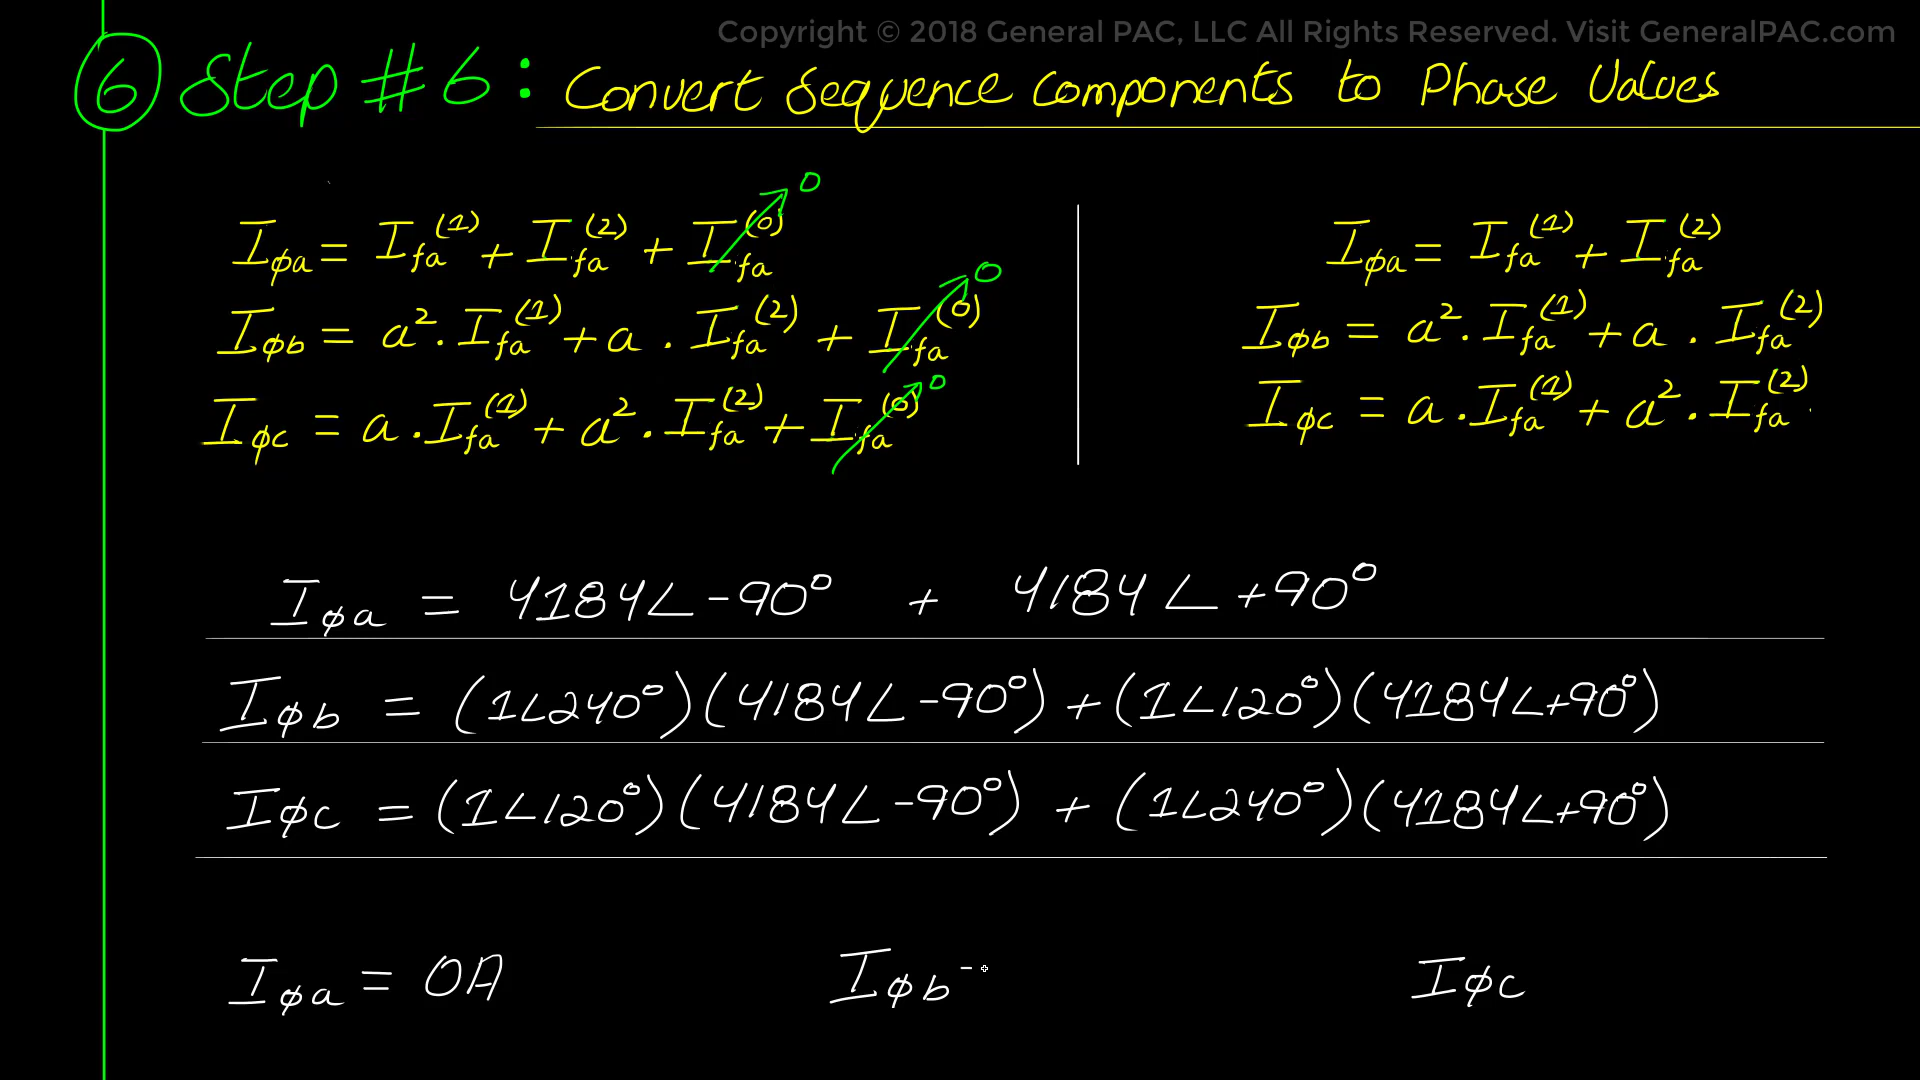 Copyright © 2018 General PAC, LLC All Rights Reserved. Visit GeneralPAC.com
6 Step #6: Convert Sequence Components to Phase Values
Iϕa = Ifa⁽¹⁾ + Ifa⁽²⁾ + Ifa⁽⁰⁾ 0
Iϕa = Ifa⁽¹⁾ + Ifa⁽²⁾
Iϕb = a² · Ifa⁽¹⁾ + a · Ifa⁽²⁾ + Ifa⁽⁰⁾ 0
Iϕb = a² · Ifa⁽¹⁾ + a · Ifa⁽²⁾
Iϕc = a · Ifa⁽¹⁾ + a² · Ifa⁽²⁾ + Ifa⁽⁰⁾ 0
Iϕc = a · Ifa⁽¹⁾ + a² · Ifa⁽²⁾
Iϕa = 4184∠-90° + 4184∠+90°
Iϕb = (1∠240°)(4184∠-90°) + (1∠120°)(4184∠+90°)
Iϕc = (1∠120°)(4184∠-90°) + (1∠240°)(4184∠+90°)
Iϕa = 0A Iϕb - Iϕc